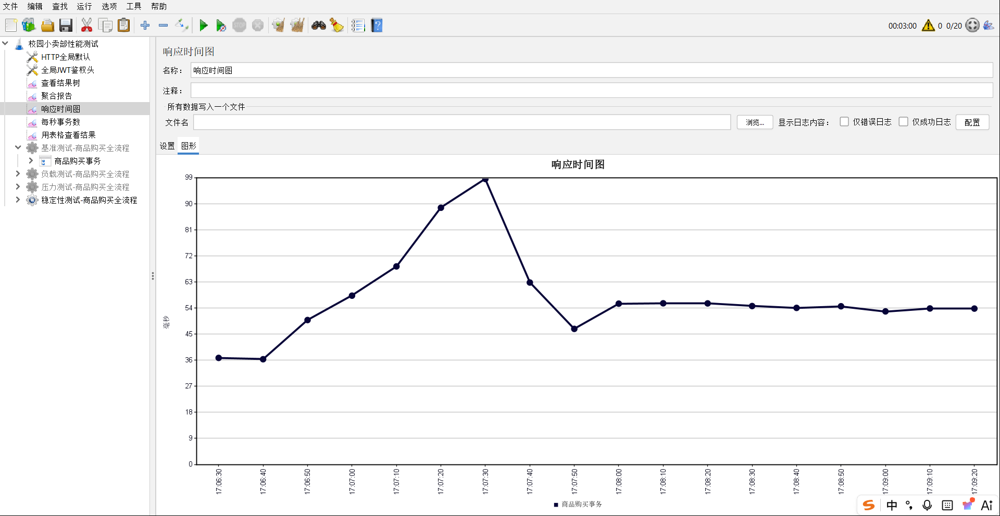 文件 编辑 查找 运行 选项 工具 帮助
STOP
00:03:00 0 0/20
校园小卖部性能测试
HTTP全局默认
全局JWT鉴权头
查看结果树
聚合报告
响应时间图
每秒事务数
用表格查看结果
基准测试-商品购买全流程
商品购买事务
负载测试-商品购买全流程
压力测试-商品购买全流程
稳定性测试-商品购买全流程
响应时间图
名称： 响应时间图
注释：
所有数据写入一个文件
文件名 浏览... 显示日志内容： 仅错误日志 仅成功日志 配置
设置 图形
响应时间图
99
90
81
72
63
54
45
36
27
18
9
0
毫秒
17:06:30
17:06:40
17:06:50
17:07:00
17:07:10
17:07:20
17:07:30
17:07:40
17:07:50
17:08:00
17:08:10
17:08:20
17:08:30
17:08:40
17:08:50
17:09:00
17:09:10
17:09:20
商品购买事务
S 中 °, Ai